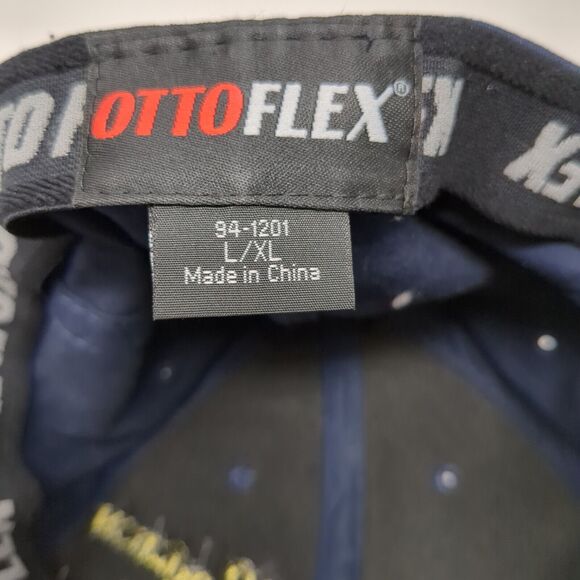 OTTOFLEX®
94-1201
L/XL
Made in China